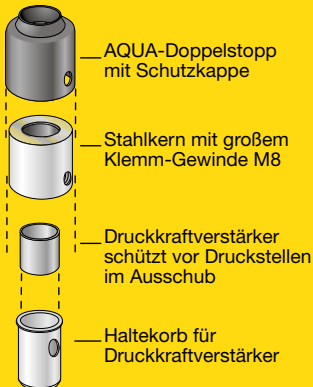 AQUA-Doppelstopp
mit Schutzkappe
Stahlkern mit großem
Klemm-Gewinde M8
Druckkraftverstärker
schützt vor Druckstellen
im Ausschub
Haltekorb für
Druckkraftverstärker